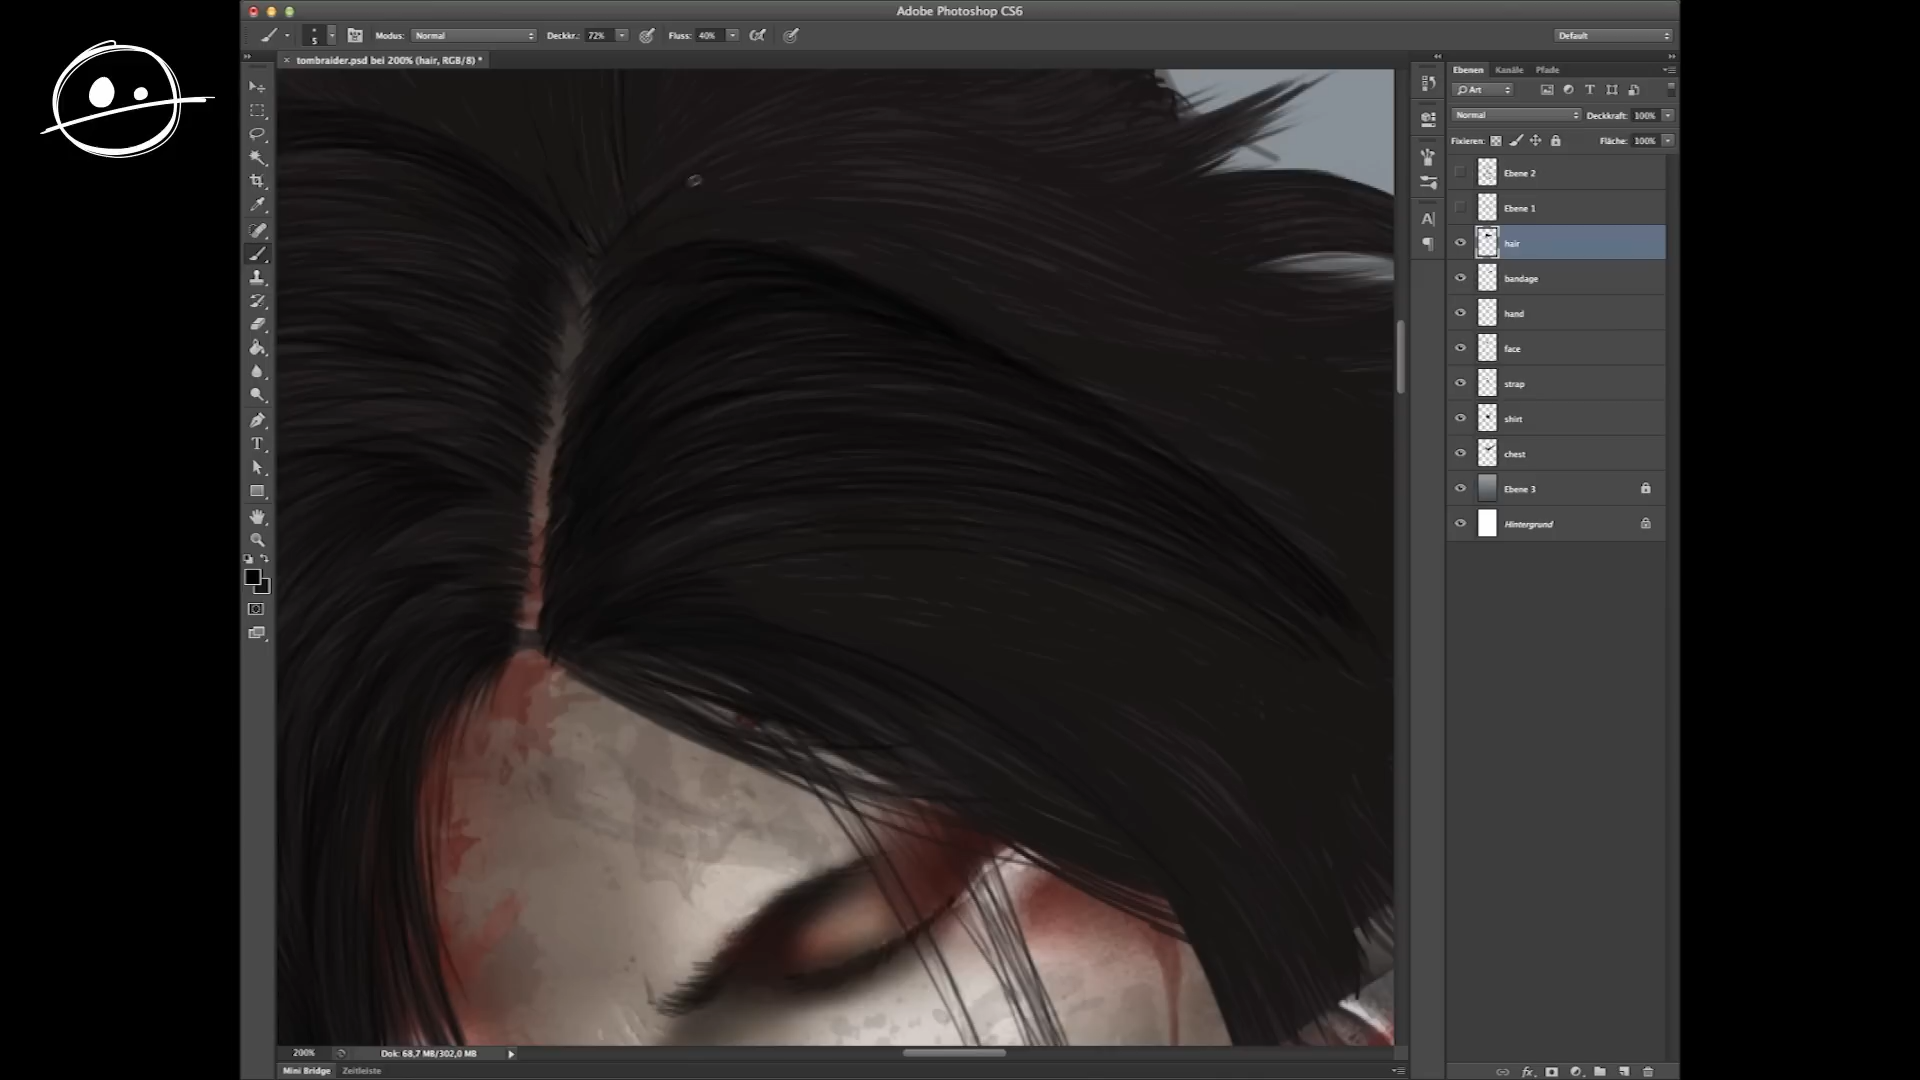 Adobe Photoshop CS6
5
Modus: Normal
Deckkr.: 72%
Fluss: 40%
Default
tombraider.psd bei 200% (hair, RGB/8) *
Ebenen Kanäle Pfade
Art
Normal
Deckkraft: 100%
Fixieren:
Fläche: 100%
Ebene 2
Ebene 1
hair
bandage
hand
face
strap
shirt
chest
Ebene 3
Hintergrund
200%
Dok: 68,7 MB/302,0 MB
Mini Bridge Zeitleiste